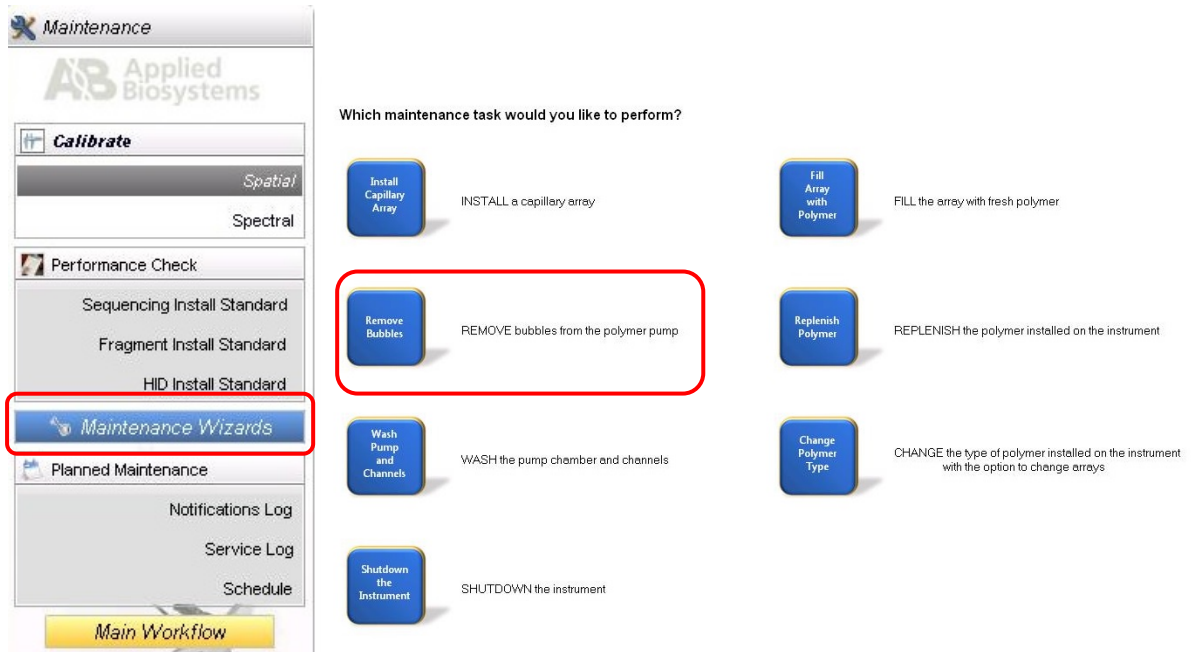 Maintenance
AB Applied
Biosystems
Calibrate
Spatial
Spectral
Performance Check
Sequencing Install Standard
Fragment Install Standard
HID Install Standard
Maintenance Wizards
Planned Maintenance
Notifications Log
Service Log
Schedule
Main Workflow
Which maintenance task would you like to perform?
Install
Capillary
Array
INSTALL a capillary array
Fill
Array
with
Polymer
FILL the array with fresh polymer
Remove
Bubbles
REMOVE bubbles from the polymer pump
Replenish
Polymer
REPLENISH the polymer installed on the instrument
Wash
Pump
and
Channels
WASH the pump chamber and channels
Change
Polymer
Type
CHANGE the type of polymer installed on the instrument
with the option to change arrays
Shutdown
the
Instrument
SHUTDOWN the instrument